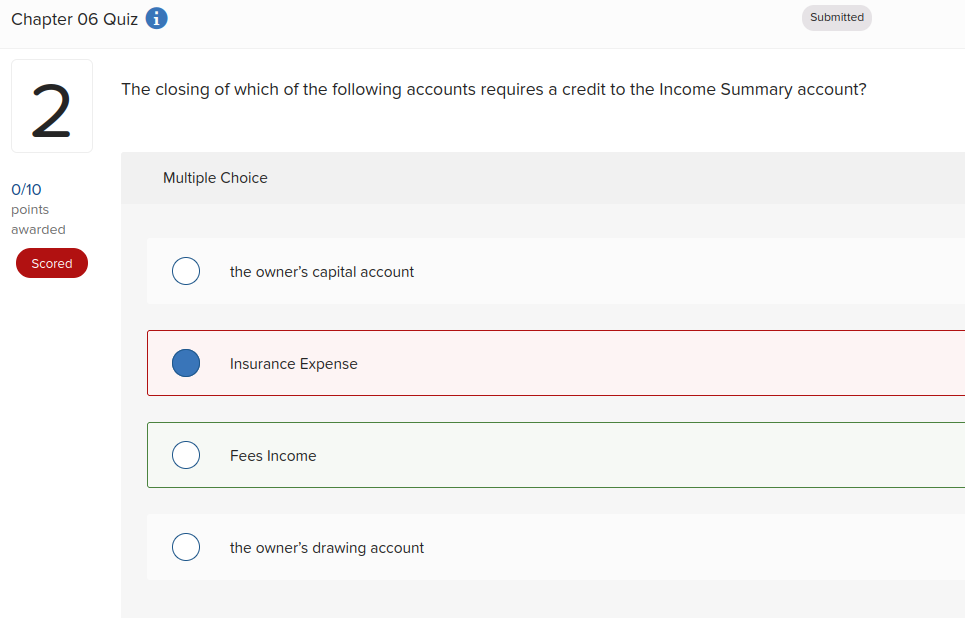 Chapter 06 Quiz i
Submitted
2
The closing of which of the following accounts requires a credit to the Income Summary account?
0/10
points
awarded
Scored
Multiple Choice
the owner’s capital account
Insurance Expense
Fees Income
the owner’s drawing account